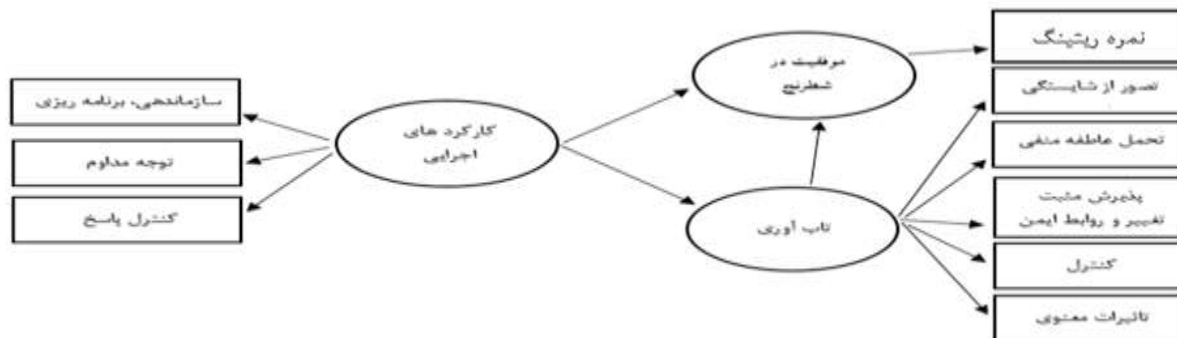 نمره ریتینگ
موفقیت در
شطرنج
تصور از شایستگی
سازماندهی، برنامه ریزی
کارکرد های
اجرایی
تحمل عاطفه منفی
توجه مداوم
پذیرش مثبت
تغییر و روابط ایمن
کنترل پاسخ
تاب آوری
کنترل
تاثیرات معنوی